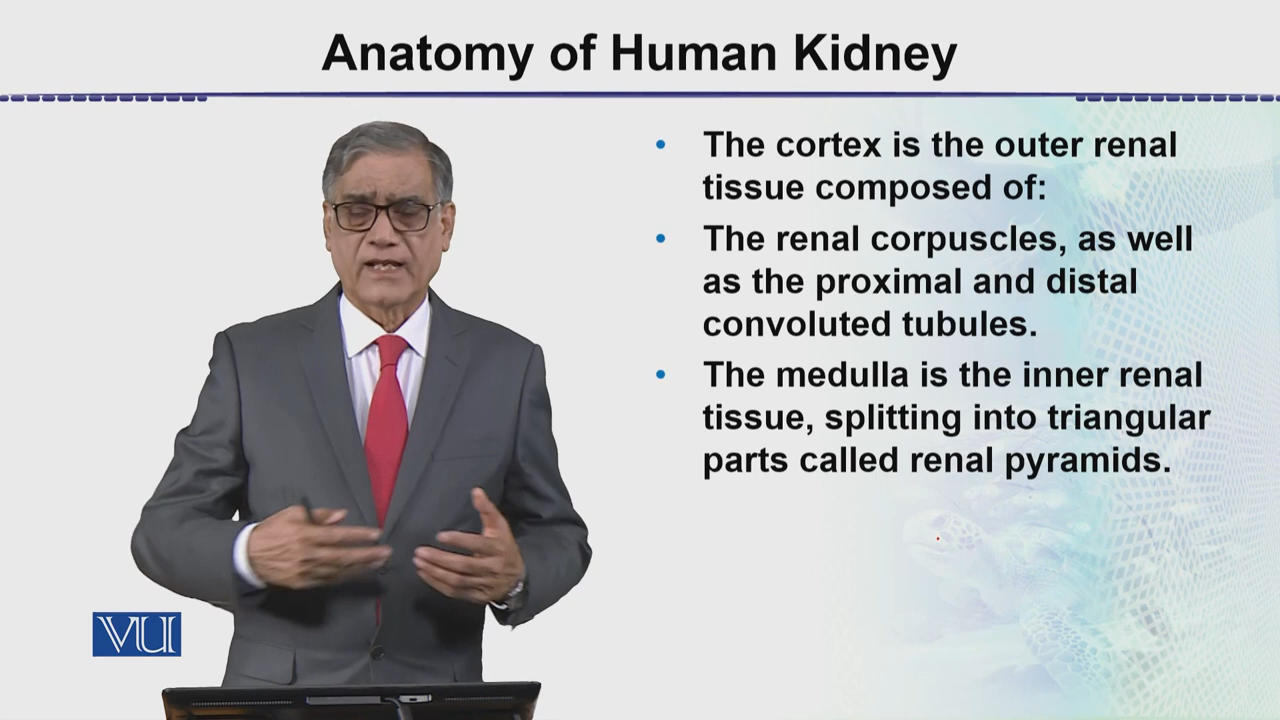 Anatomy of Human Kidney
• The cortex is the outer renal
tissue composed of:
• The renal corpuscles, as well
as the proximal and distal
convoluted tubules.
• The medulla is the inner renal
tissue, splitting into triangular
parts called renal pyramids.
VU